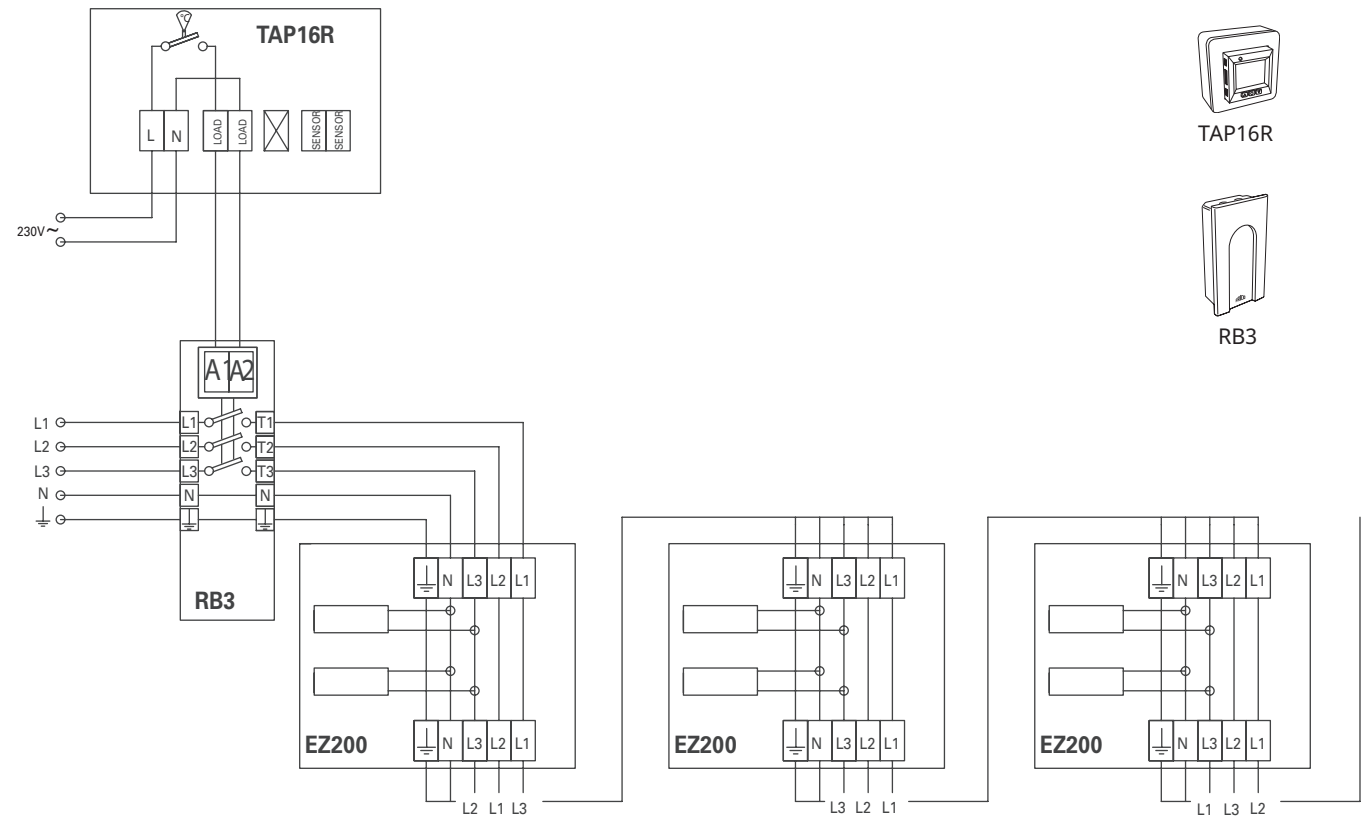 TAP16R
°C
L N LOAD LOAD SENSOR SENSOR
230V~
TAP16R
RB3
A1 A2
L1 L1 T1
L2 L2 T2
L3 L3 T3
N N N
RB3
N L3 L2 L1
N L3 L2 L1
N L3 L2 L1
EZ200 N L3 L2 L1
EZ200 N L3 L2 L1
EZ200 N L3 L2 L1
L2 L1 L3
L3 L2 L1
L1 L3 L2